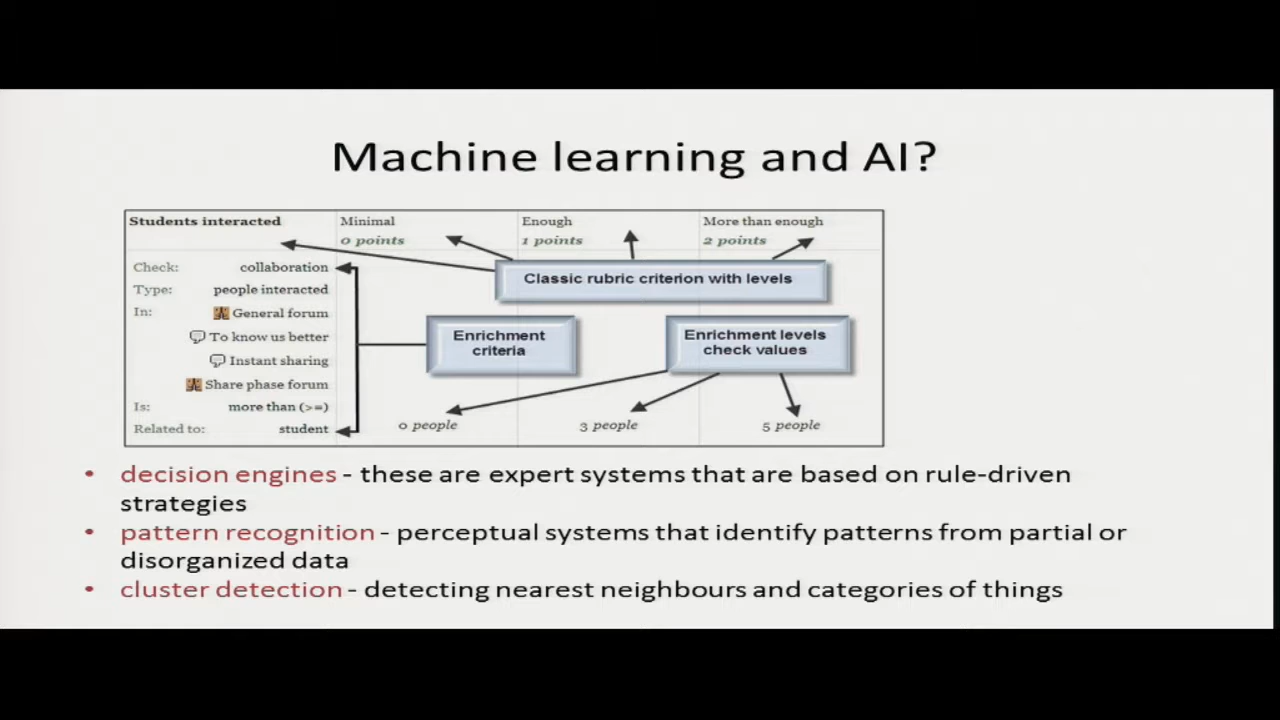 Machine learning and AI?
Students interacted
Minimal
Enough
More than enough
0 points
1 points
2 points
Check: collaboration
Type: people interacted
In: General forum
To know us better
Instant sharing
Share phase forum
Is: more than (>=)
Related to: student
Classic rubric criterion with levels
Enrichment
criteria
Enrichment levels
check values
0 people
3 people
5 people
• decision engines - these are expert systems that are based on rule-driven
strategies
• pattern recognition - perceptual systems that identify patterns from partial or
disorganized data
• cluster detection - detecting nearest neighbours and categories of things